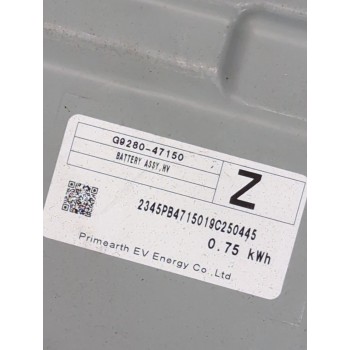 G9280-47150
BATTERY ASSY,HV
Z
2345PB4715019C250445
0.75 kWh
Primearth EV Energy Co.,Ltd